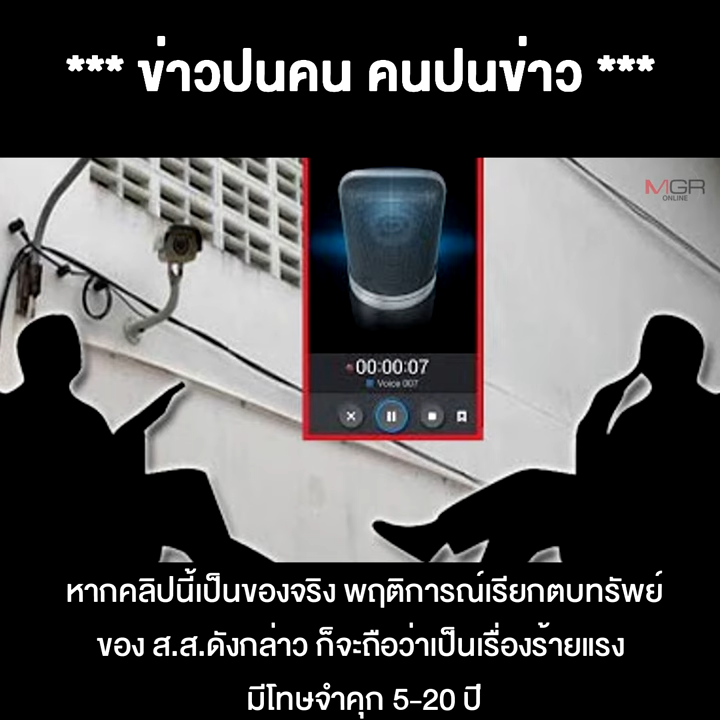 *** ข่าวปนคน คนปนข่าว ***
MGR
ONLINE
00:00:07
Voice 007
หากคลิปนี้เป็นของจริง พฤติการณ์เรียกตบทรัพย์
ของ ส.ส.ดังกล่าว ก็จะถือว่าเป็นเรื่องร้ายแรง
มีโทษจำคุก 5-20 ปี